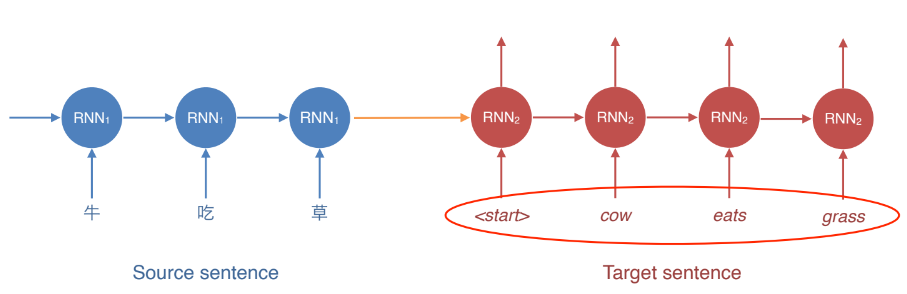 RNN₁ RNN₁ RNN₁ RNN₂ RNN₂ RNN₂ RNN₂
牛 吃 草 <start> cow eats grass
Source sentence Target sentence